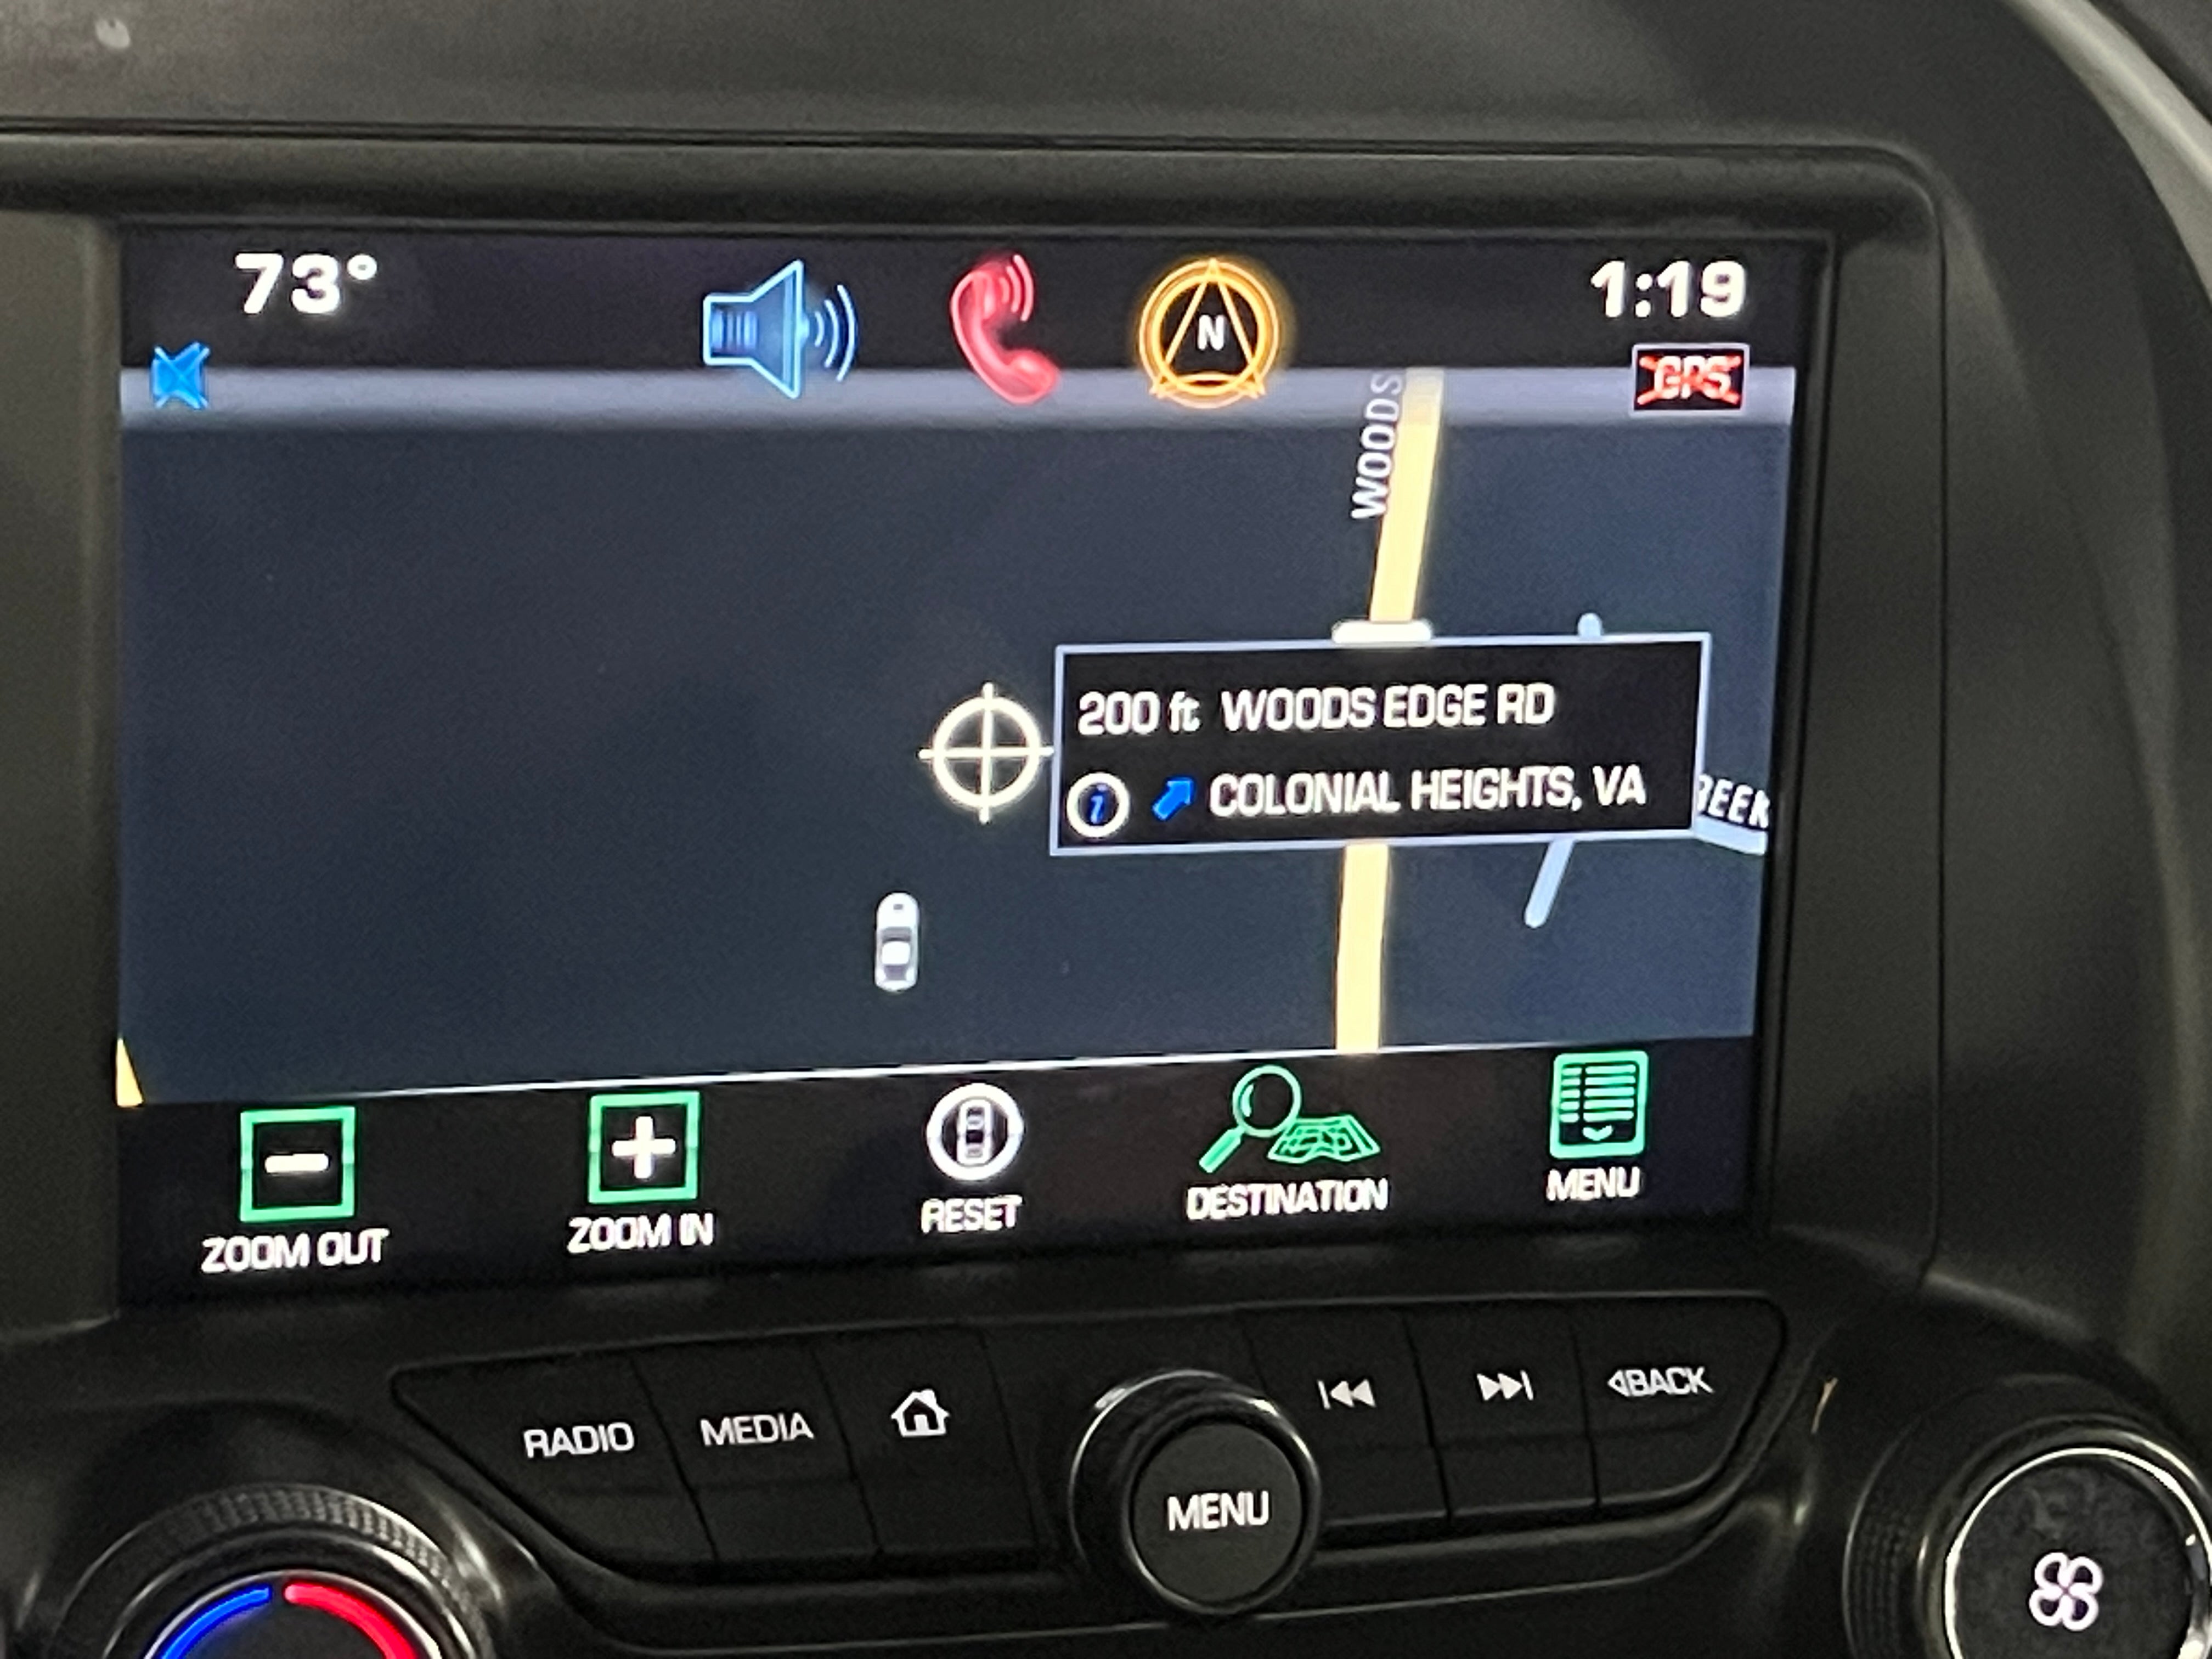 73°
N
1:19
GPS
WOODS
200 ft WOODS EDGE RD
i COLONIAL HEIGHTS, VA
REEK
ZOOM OUT
ZOOM IN
RESET
DESTINATION
MENU
RADIO
MEDIA
BACK
MENU